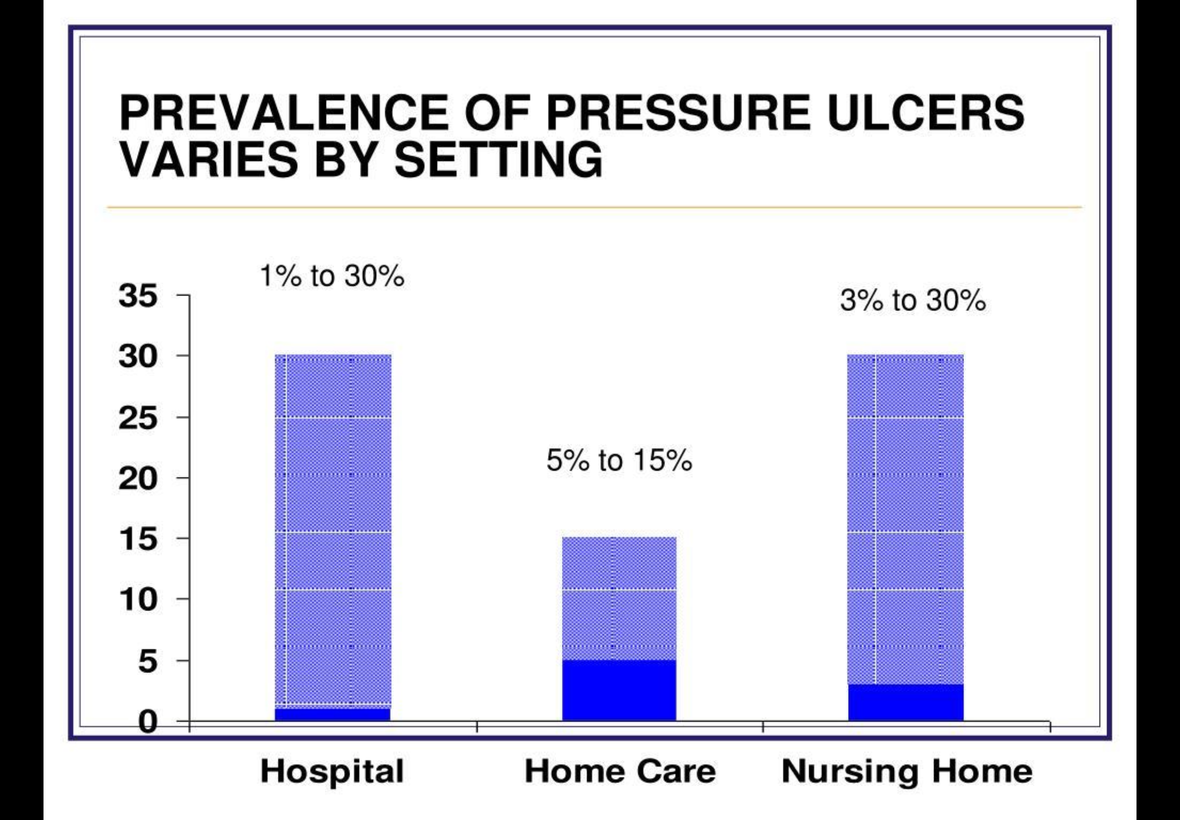 PREVALENCE OF PRESSURE ULCERS
VARIES BY SETTING
1% to 30%
3% to 30%
5% to 15%
35
30
25
20
15
10
5
0
Hospital
Home Care
Nursing Home